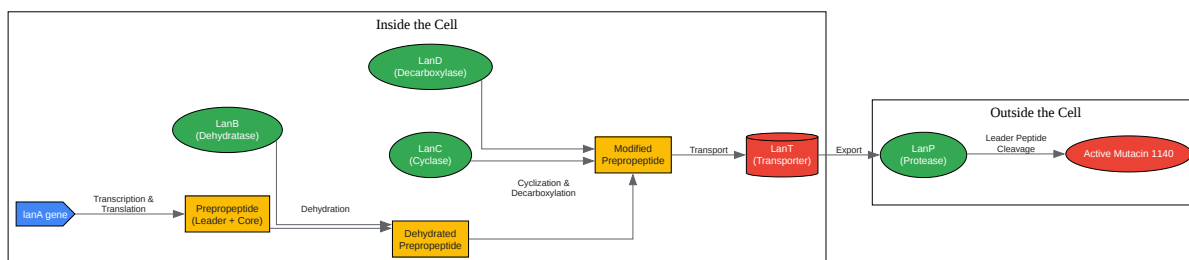 Inside the Cell
LanD
(Decarboxylase)
LanB
(Dehydratase)
LanC
(Cyclase)
Modified
Prepropeptide
Transport
LanT
(Transporter)
Export
Outside the Cell
LanP
(Protease)
Leader Peptide
Cleavage
Active Mutacin 1140
Cyclization &
Decarboxylation
lanA gene
Transcription &
Translation
Prepropeptide
(Leader + Core)
Dehydration
Dehydrated
Prepropeptide